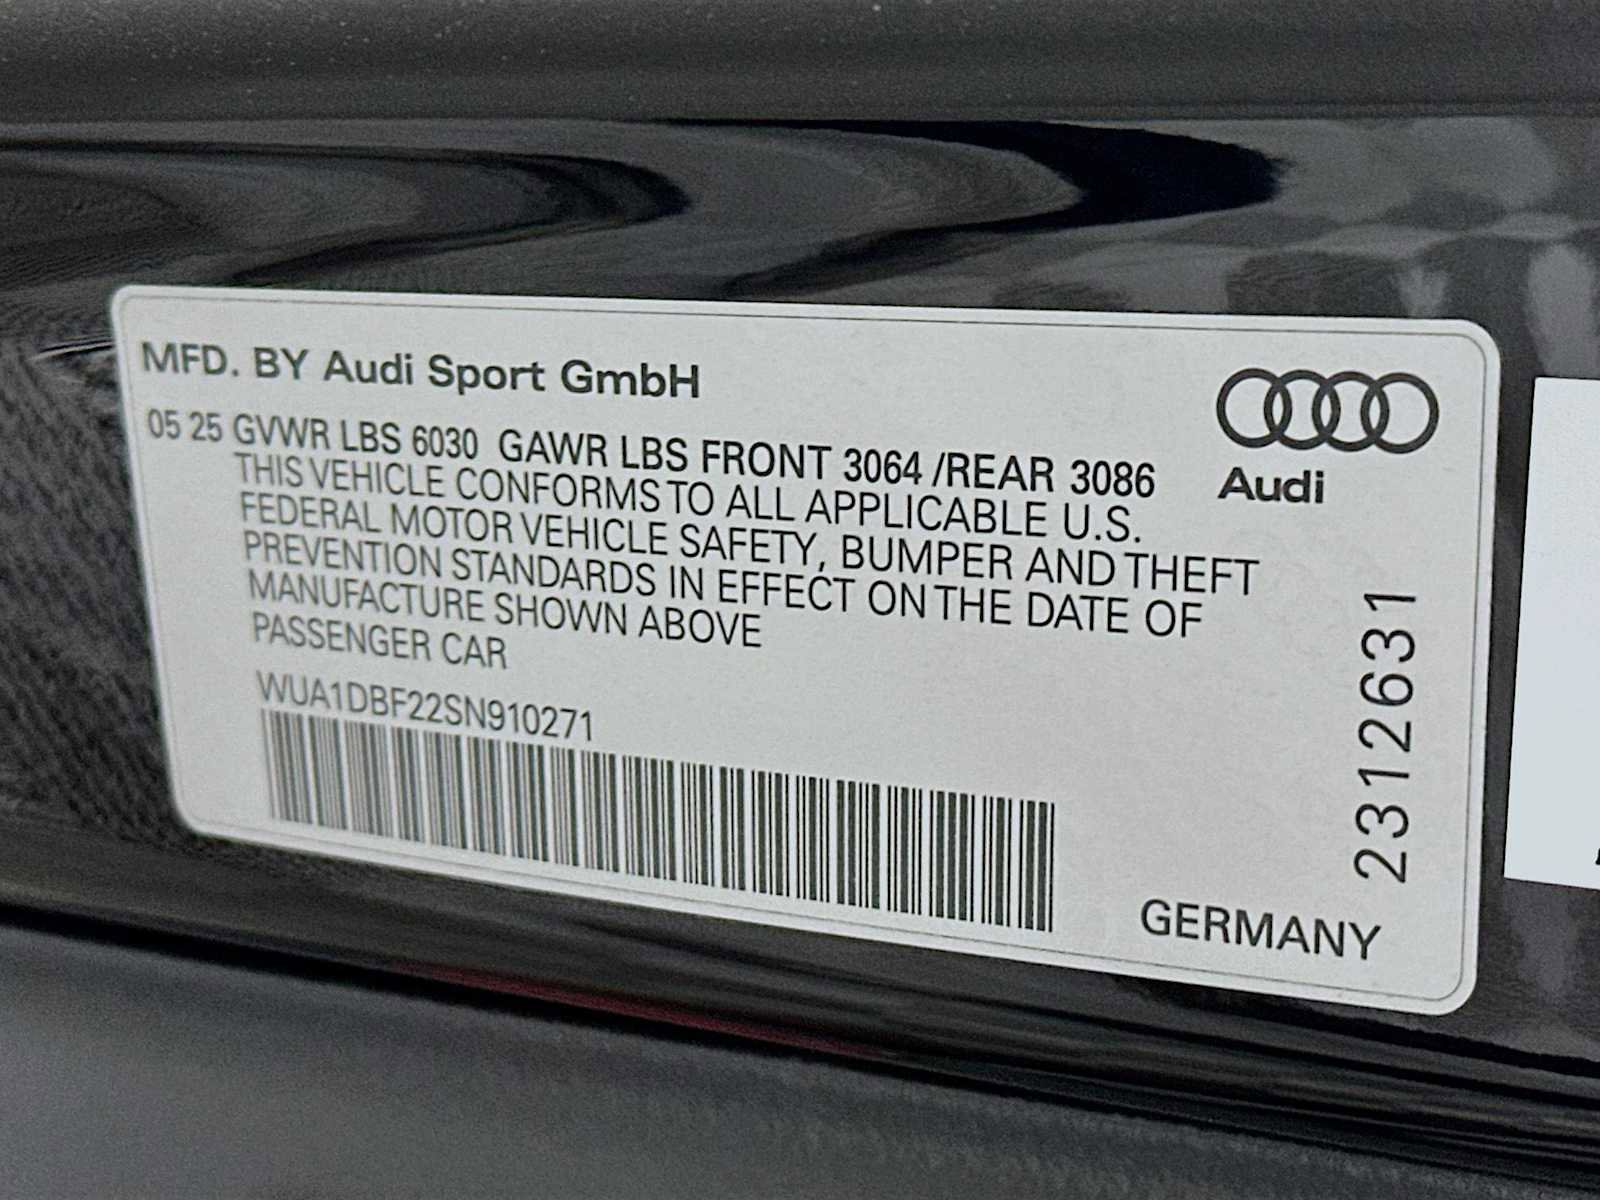 MFD. BY Audi Sport GmbH
05 25 GVWR LBS 6030 GAWR LBS FRONT 3064 /REAR 3086
THIS VEHICLE CONFORMS TO ALL APPLICABLE U.S.
FEDERAL MOTOR VEHICLE SAFETY, BUMPER AND THEFT
PREVENTION STANDARDS IN EFFECT ON THE DATE OF
MANUFACTURE SHOWN ABOVE
PASSENGER CAR
WUA1DBF22SN910271
Audi
2312631
GERMANY